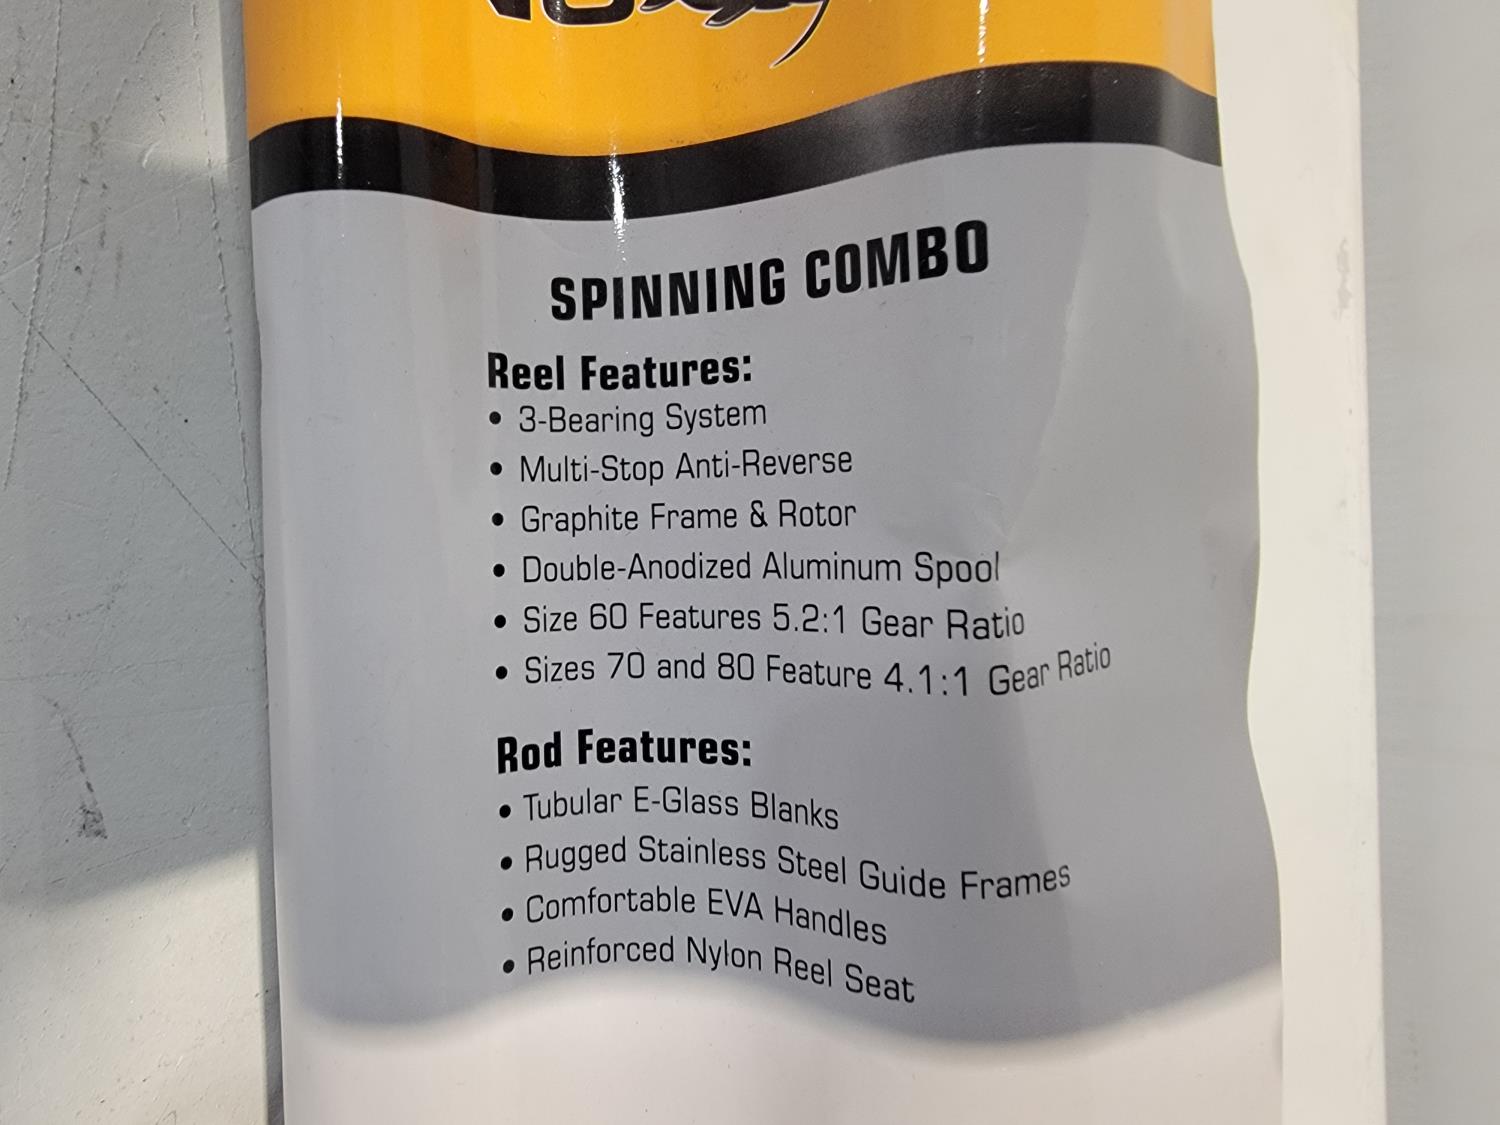 SPINNING COMBO
Reel Features:
• 3-Bearing System
• Multi-Stop Anti-Reverse
• Graphite Frame & Rotor
• Double-Anodized Aluminum Spool
• Size 60 Features 5.2:1 Gear Ratio
• Sizes 70 and 80 Feature 4.1:1 Gear Ratio
Rod Features:
• Tubular E-Glass Blanks
• Rugged Stainless Steel Guide Frames
• Comfortable EVA Handles
• Reinforced Nylon Reel Seat